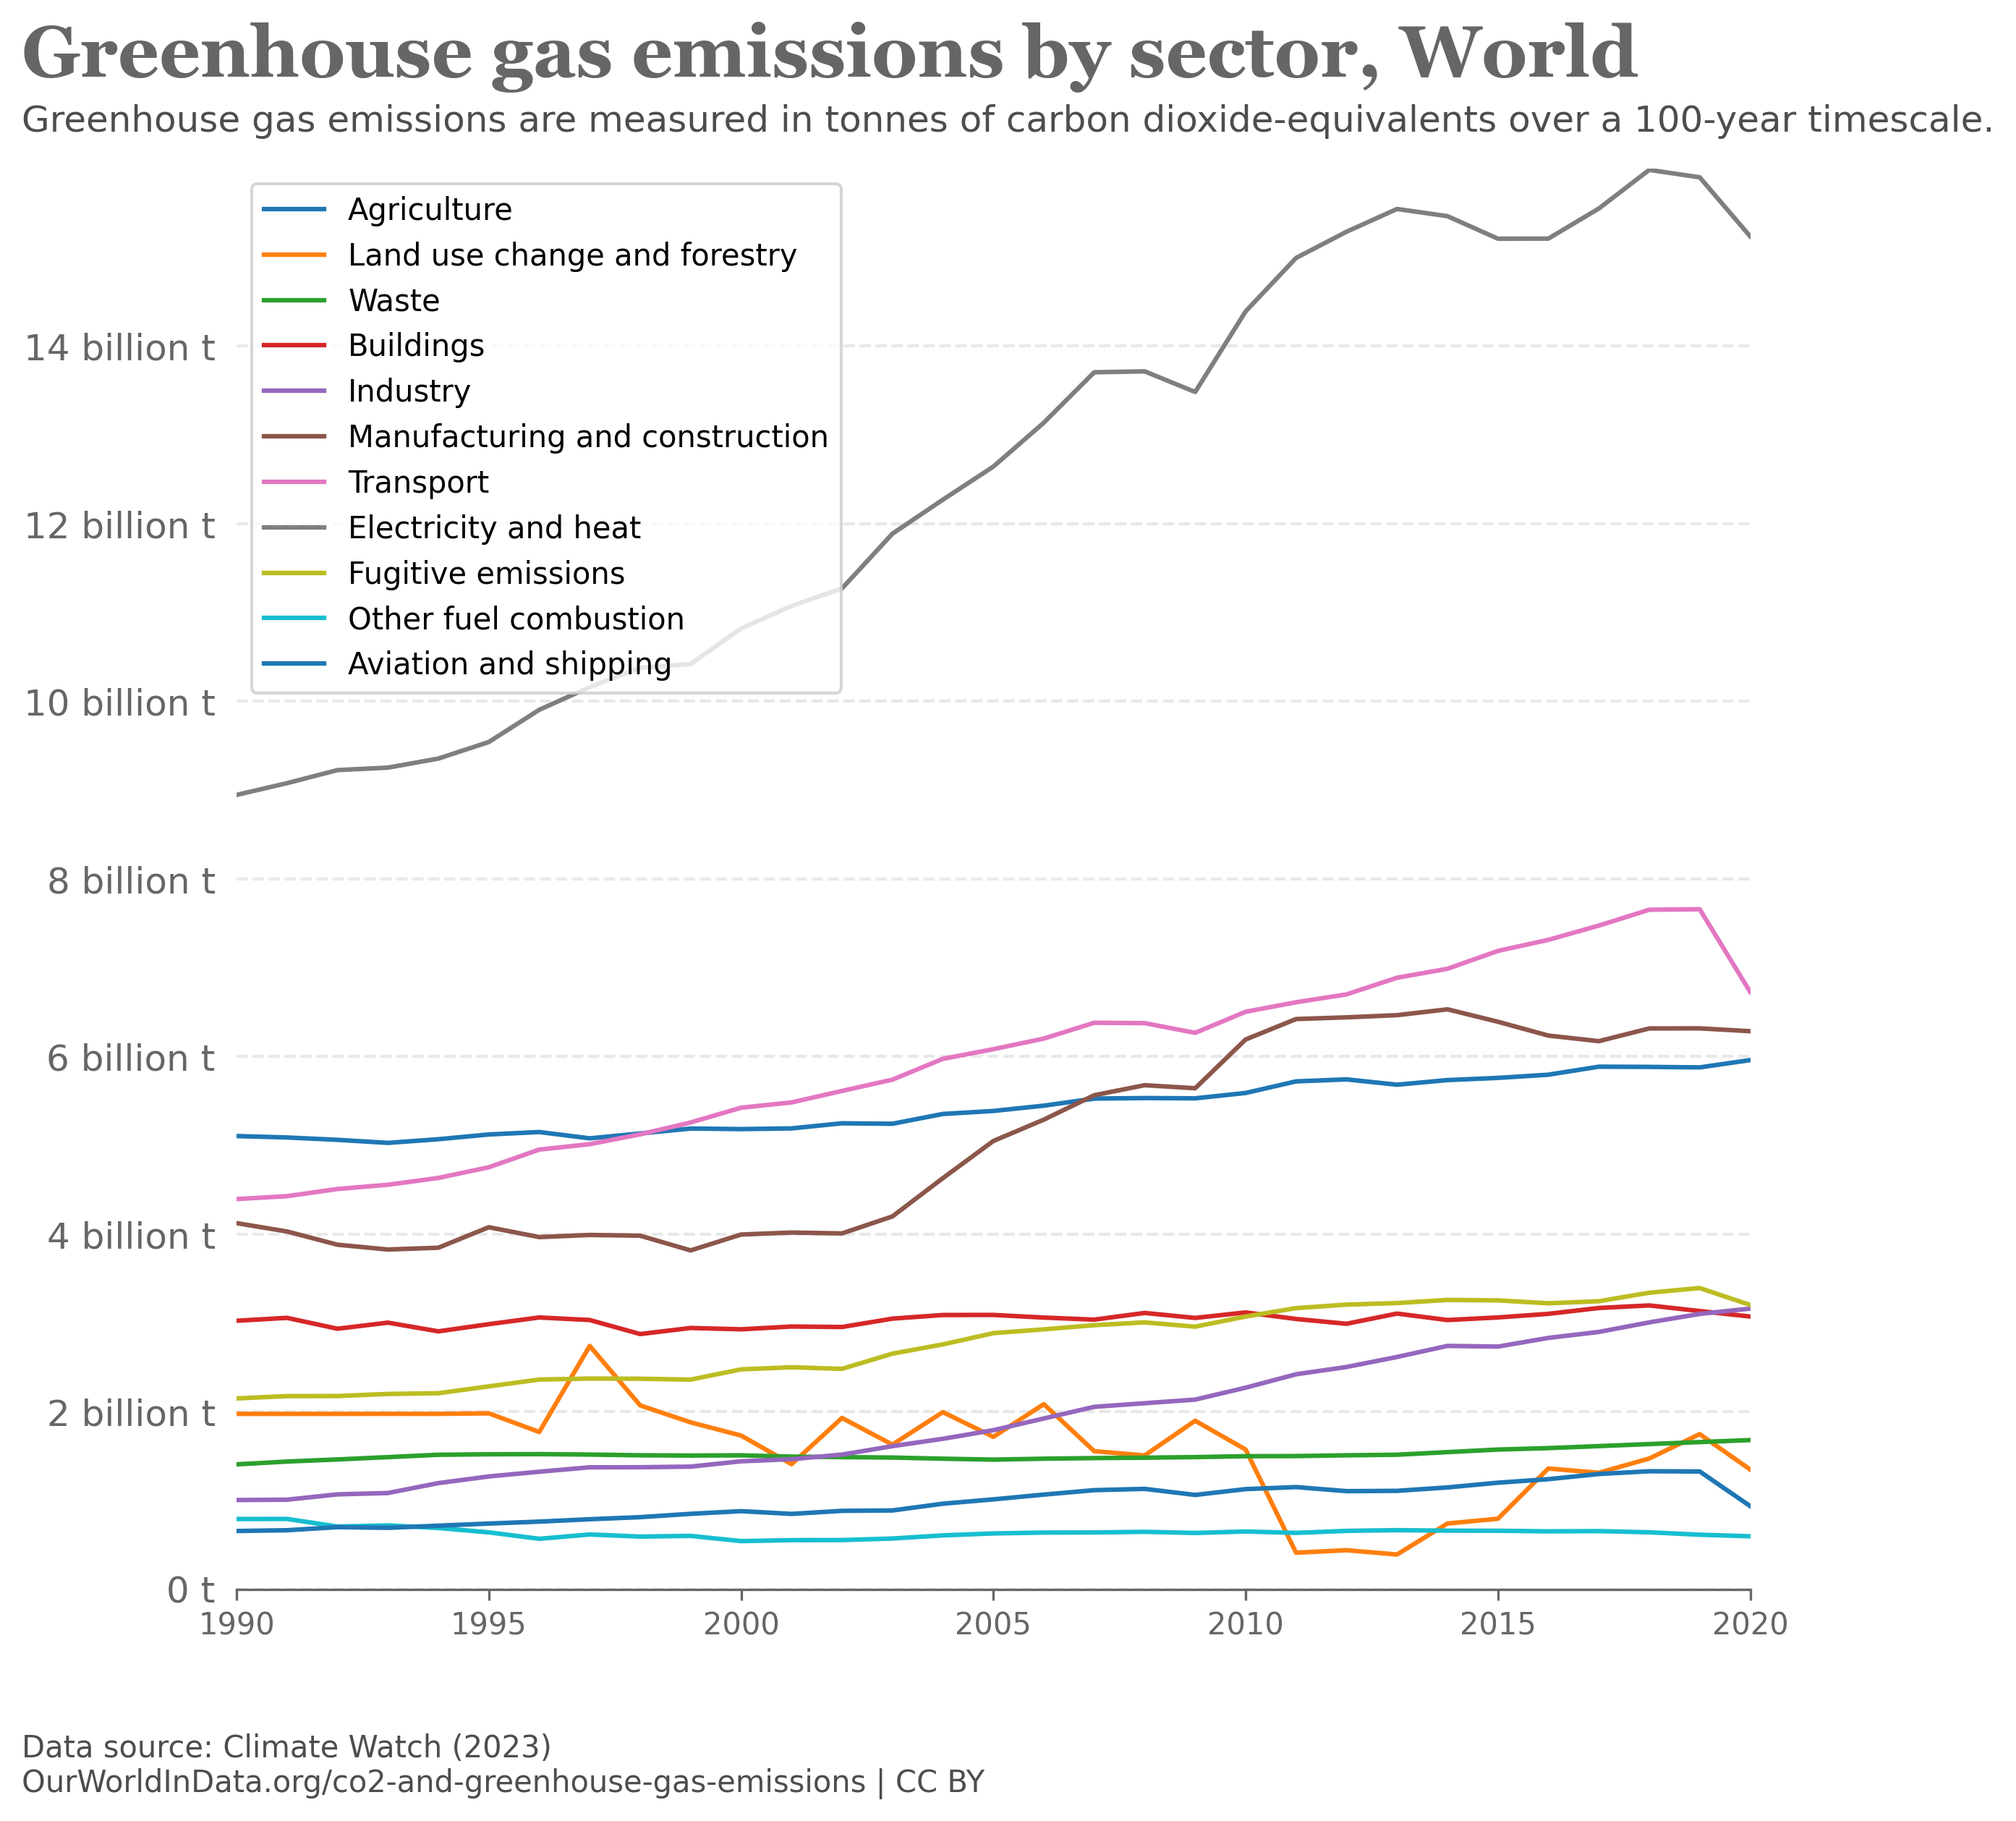 Greenhouse gas emissions by sector, World
Greenhouse gas emissions are measured in tonnes of carbon dioxide-equivalents over a 100-year timescale.
Agriculture
Land use change and forestry
Waste
Buildings
Industry
Manufacturing and construction
Transport
Electricity and heat
Fugitive emissions
Other fuel combustion
Aviation and shipping
14 billion t
12 billion t
10 billion t
8 billion t
6 billion t
4 billion t
2 billion t
0 t
1990 1995 2000 2005 2010 2015 2020
Data source: Climate Watch (2023)
OurWorldInData.org/co2-and-greenhouse-gas-emissions | CC BY